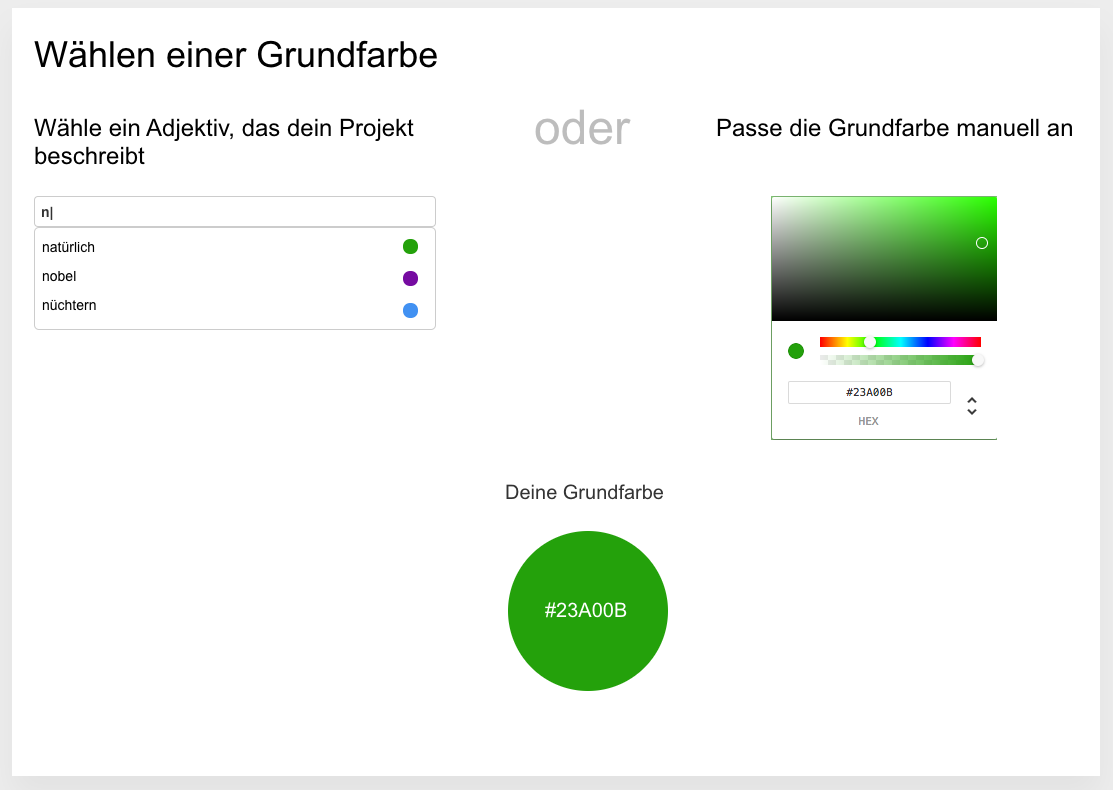 Wählen einer Grundfarbe
Wähle ein Adjektiv, das dein Projekt
beschreibt
oder
Passe die Grundfarbe manuell an
n|
natürlich
nobel
nüchtern
#23A00B
HEX
Deine Grundfarbe
#23A00B